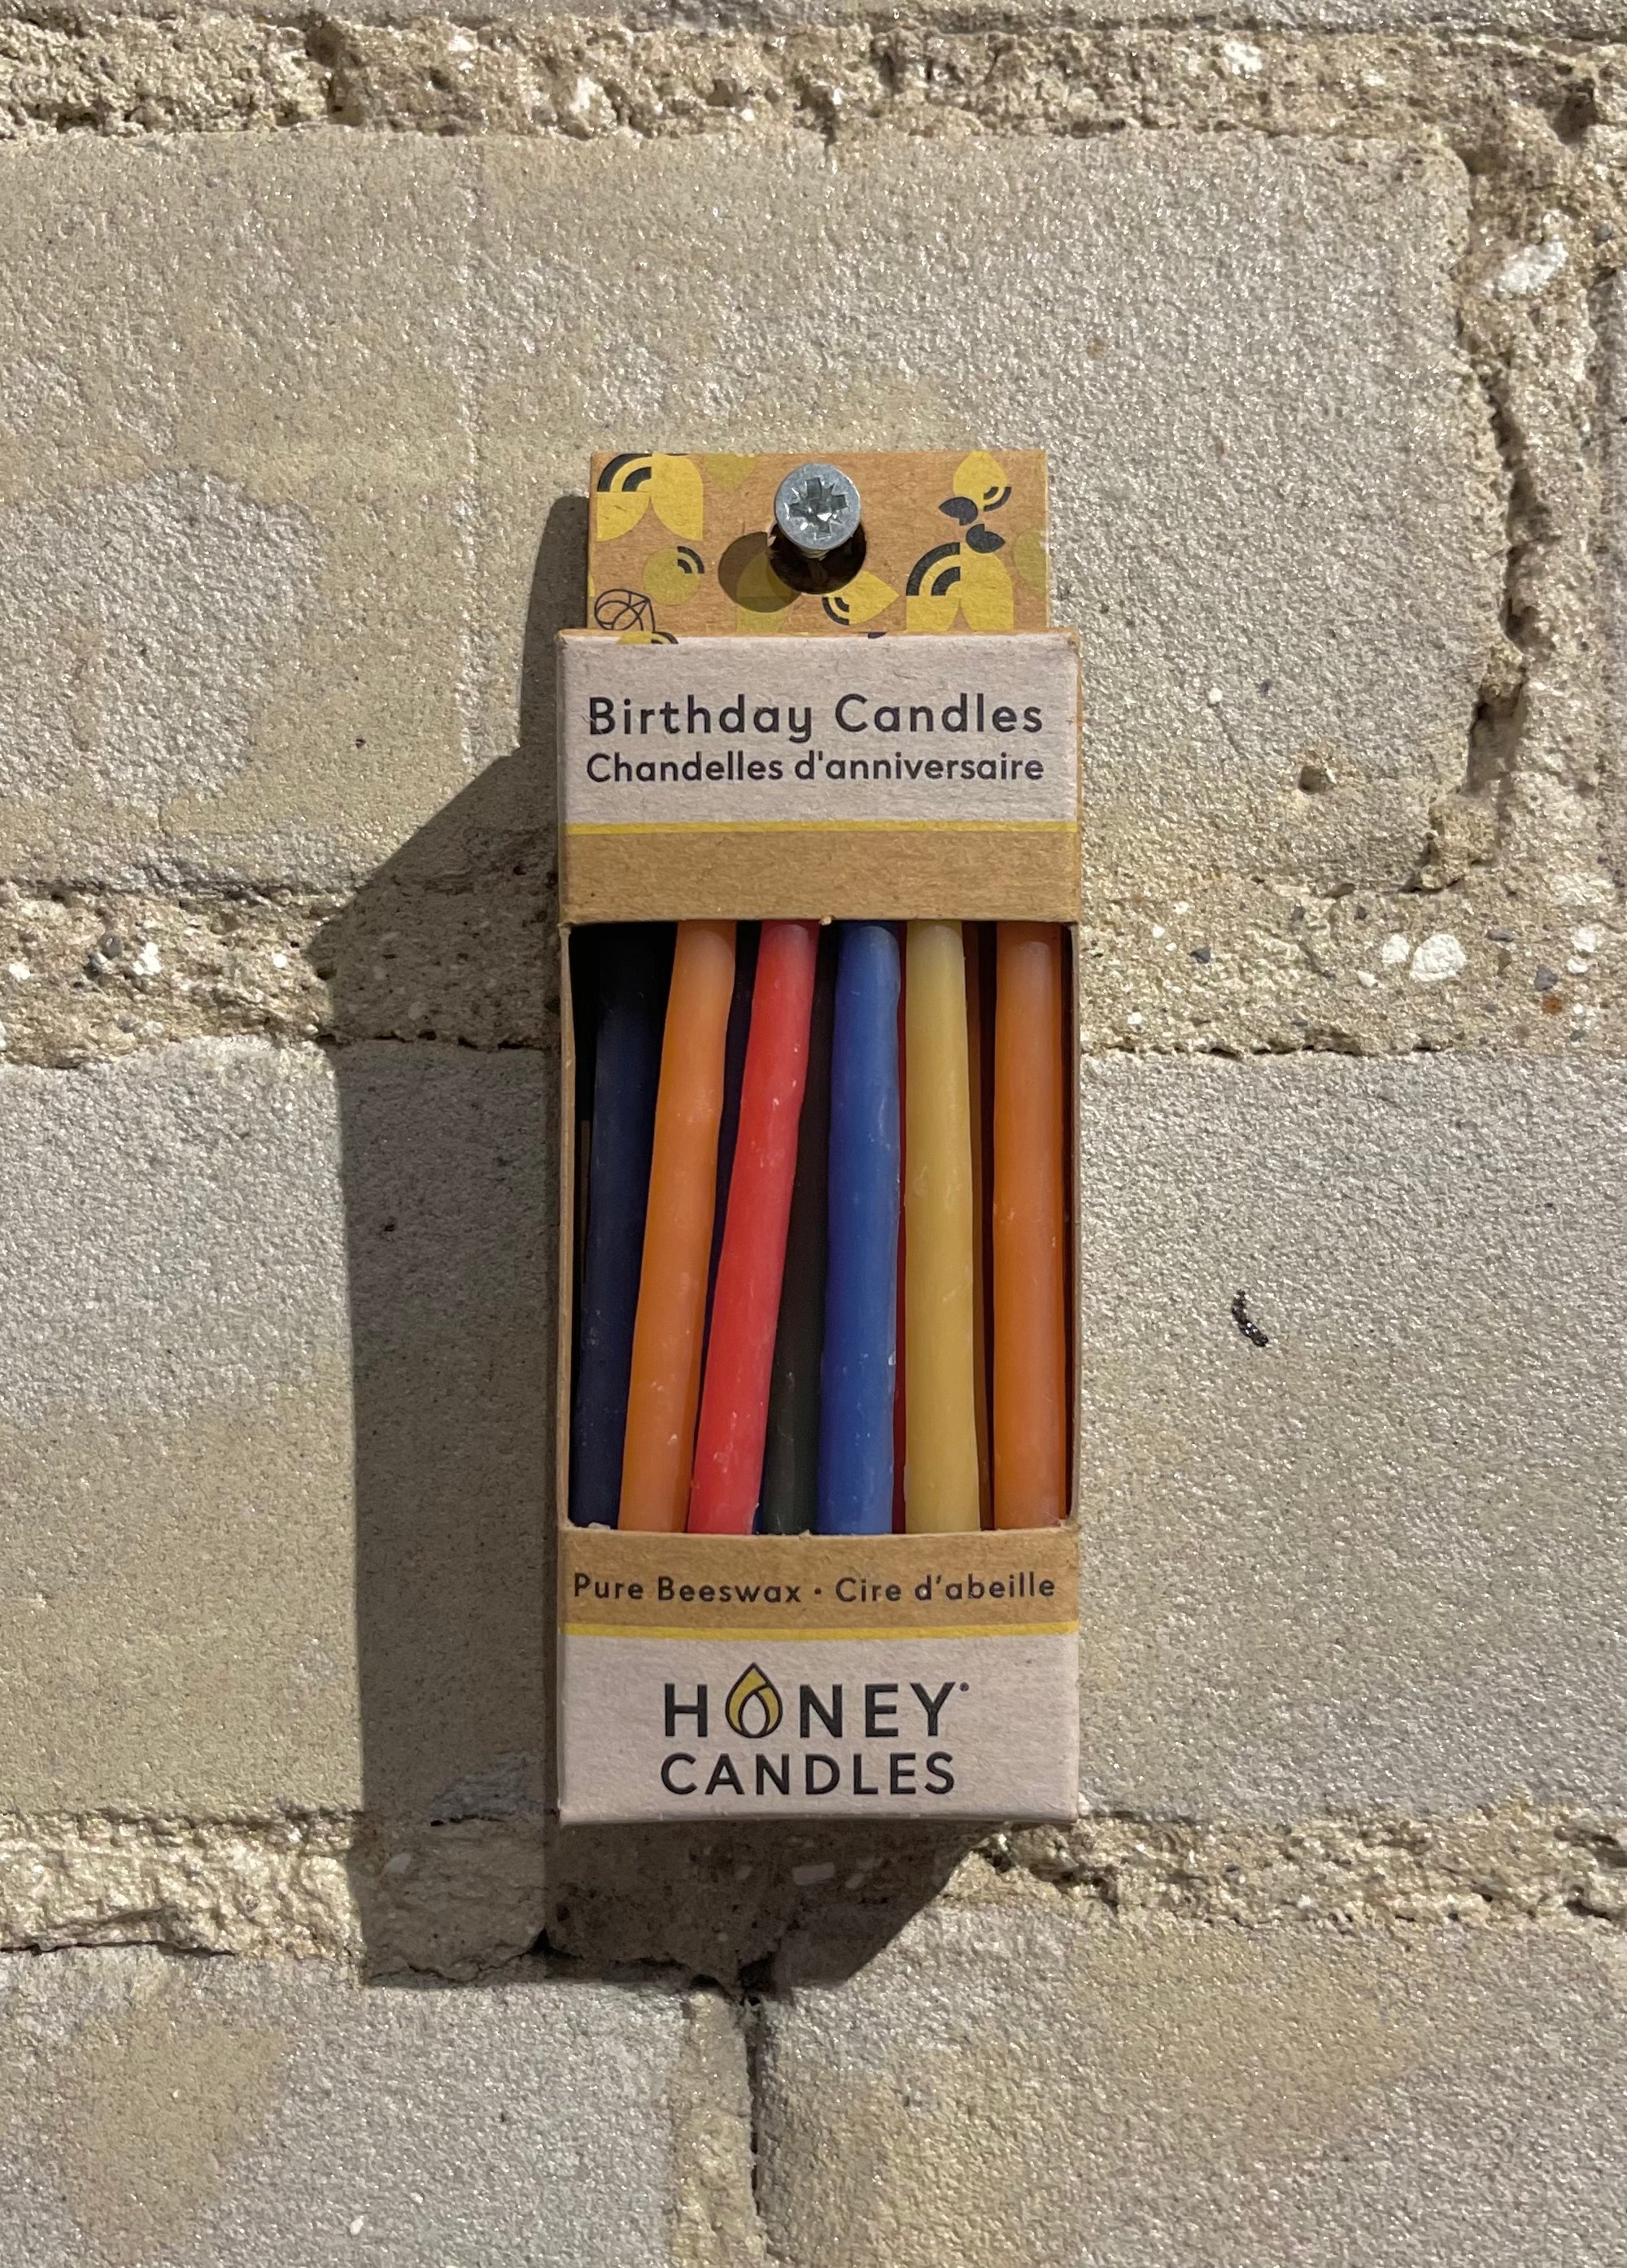 Birthday Candles
Chandelles d'anniversaire
Pure Beeswax • Cire d'abeille
HONEY
CANDLES